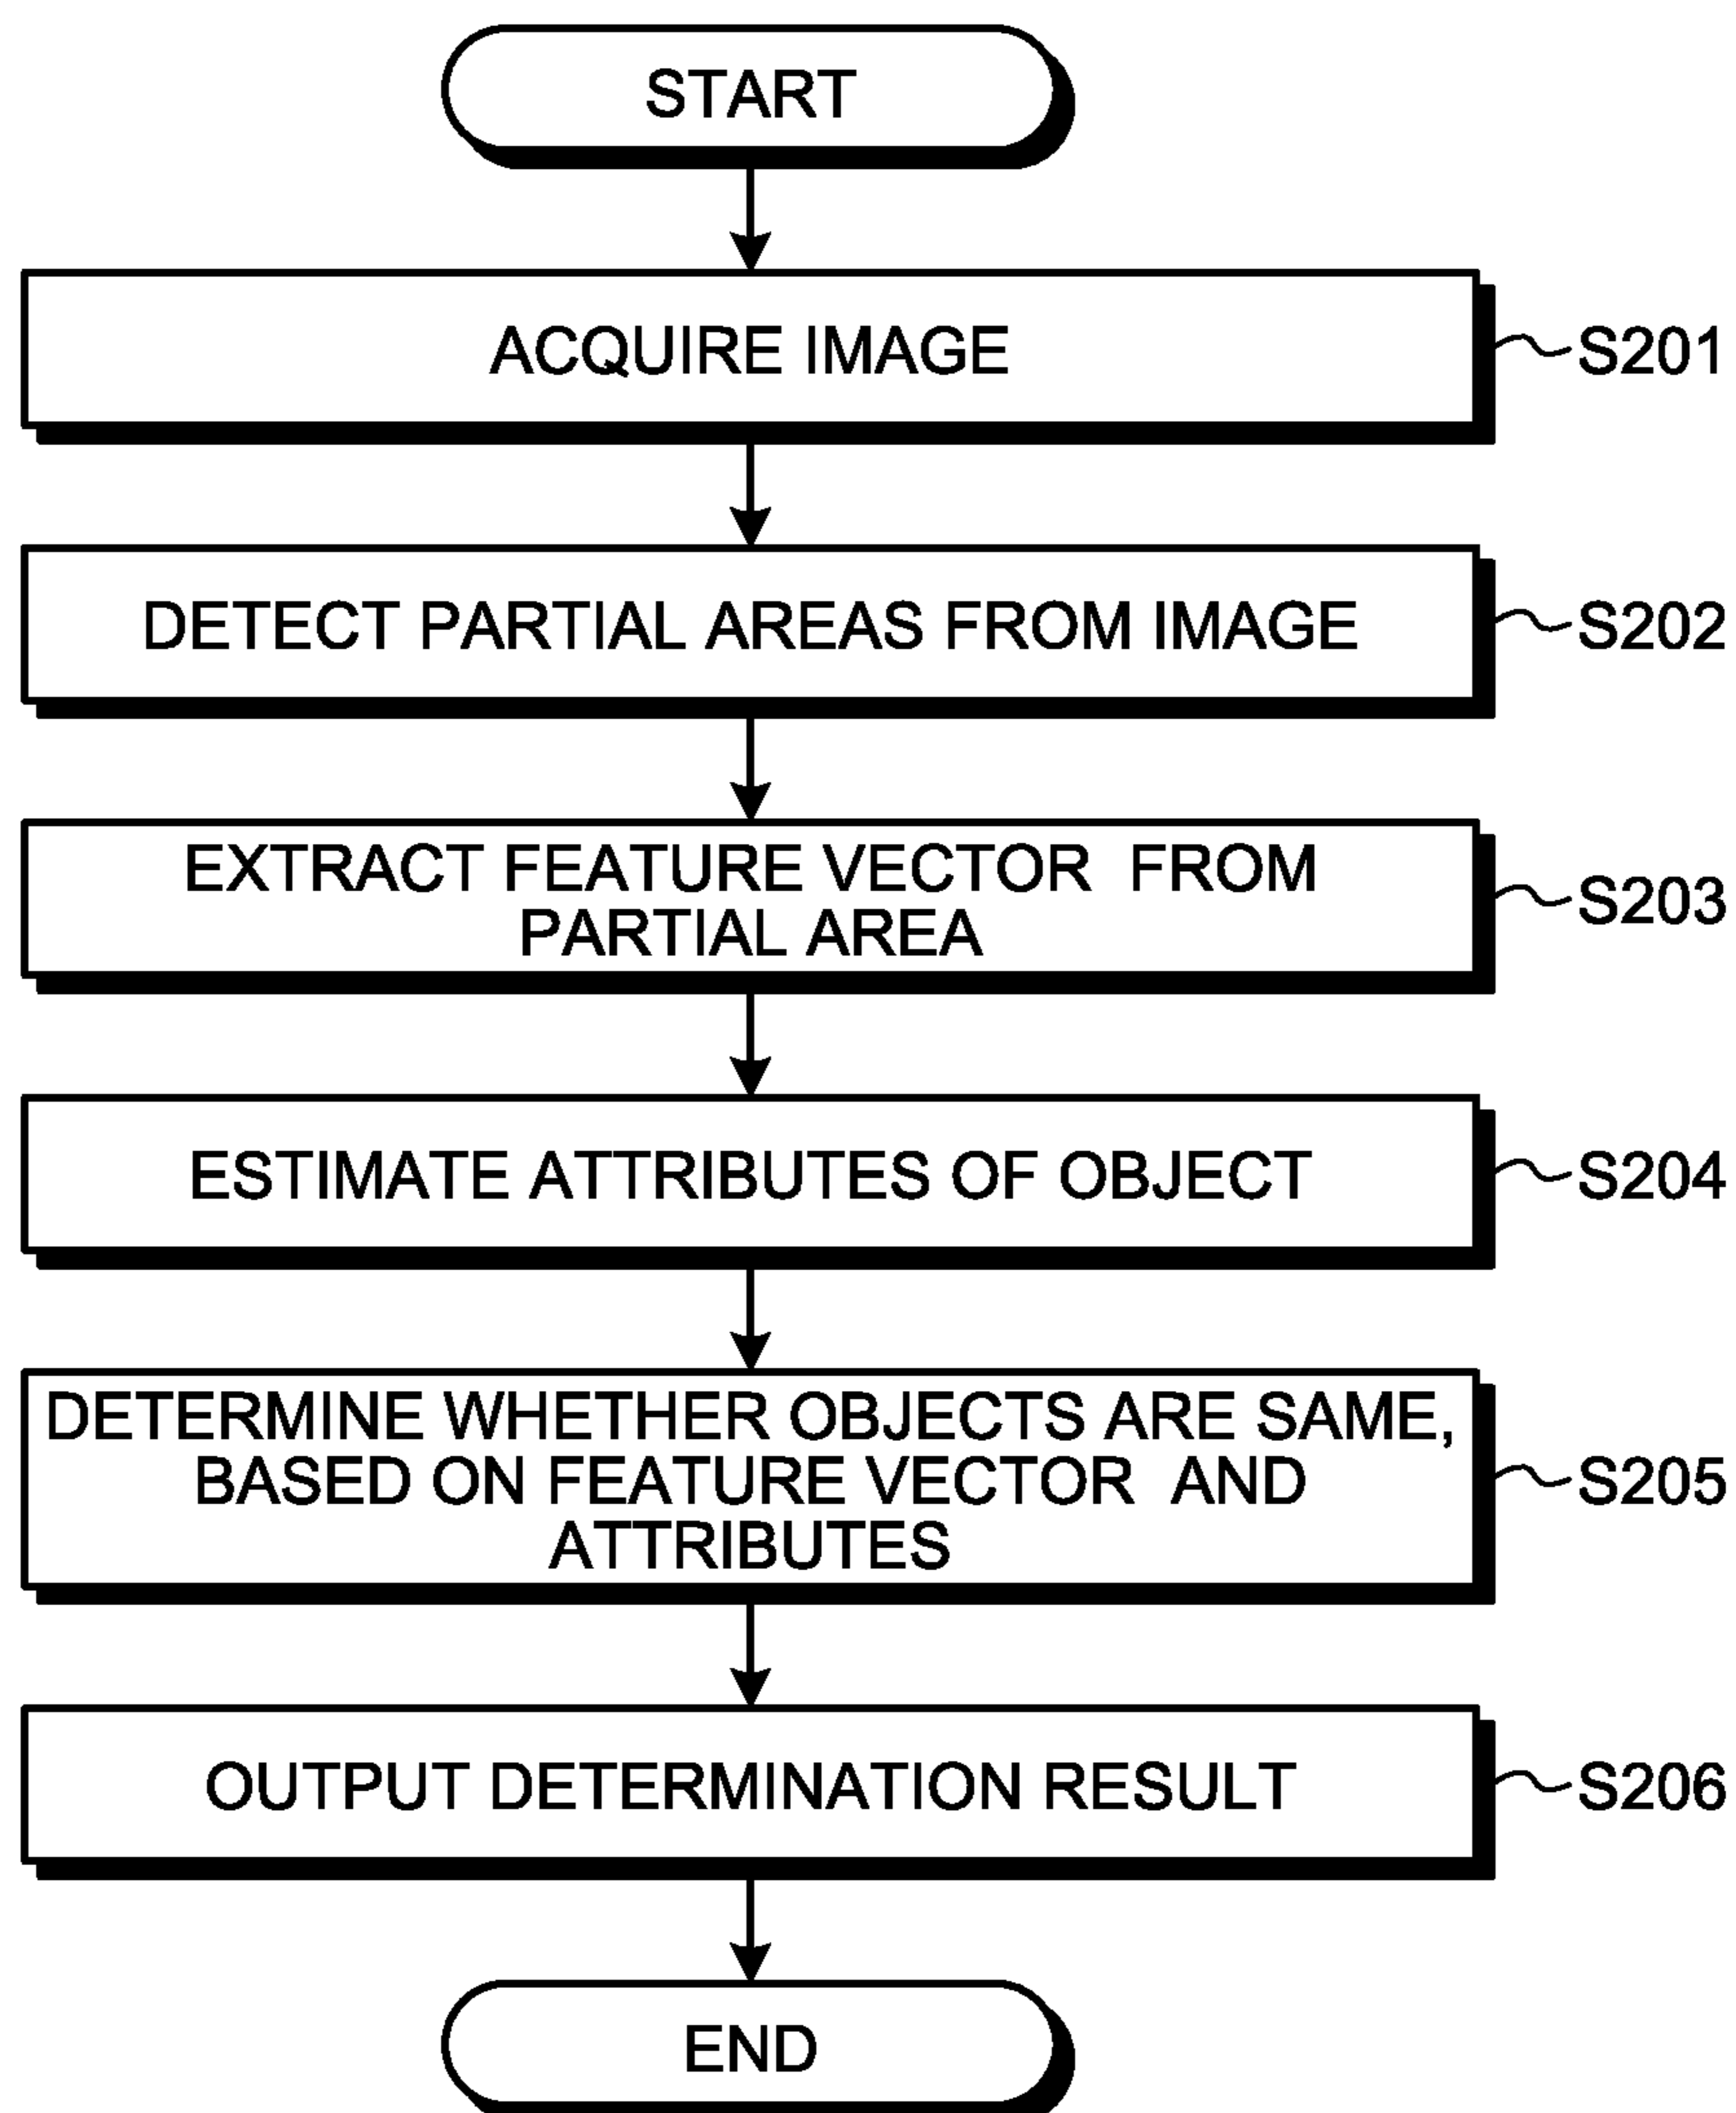 START
ACQUIRE IMAGE
S201
DETECT PARTIAL AREAS FROM IMAGE
S202
EXTRACT FEATURE VECTOR FROM
PARTIAL AREA
S203
ESTIMATE ATTRIBUTES OF OBJECT
S204
DETERMINE WHETHER OBJECTS ARE SAME,
BASED ON FEATURE VECTOR AND
ATTRIBUTES
S205
OUTPUT DETERMINATION RESULT
S206
END